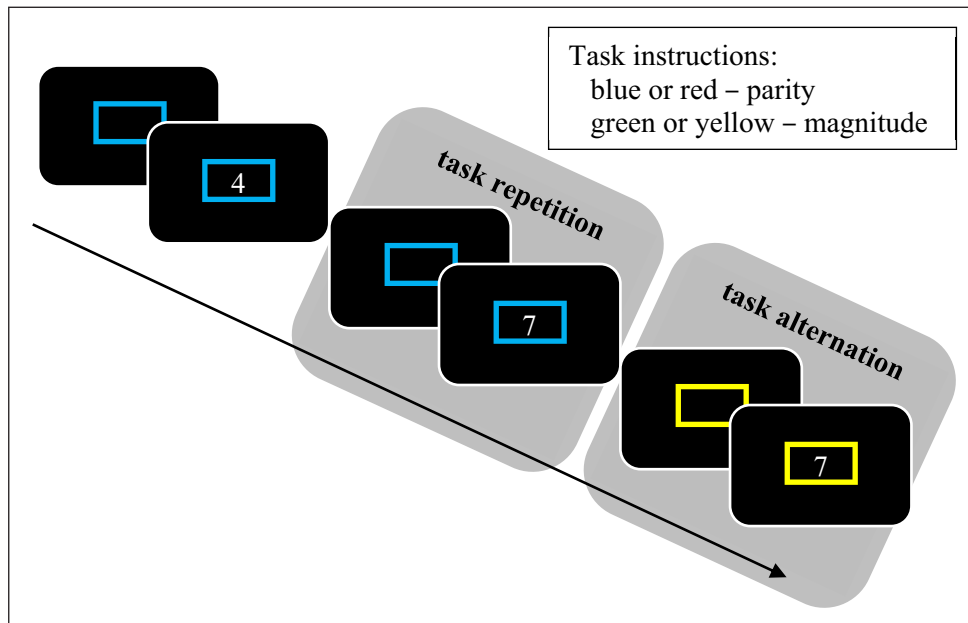 Task instructions:
blue or red – parity
green or yellow – magnitude
task repetition
4
7
task alternation
7